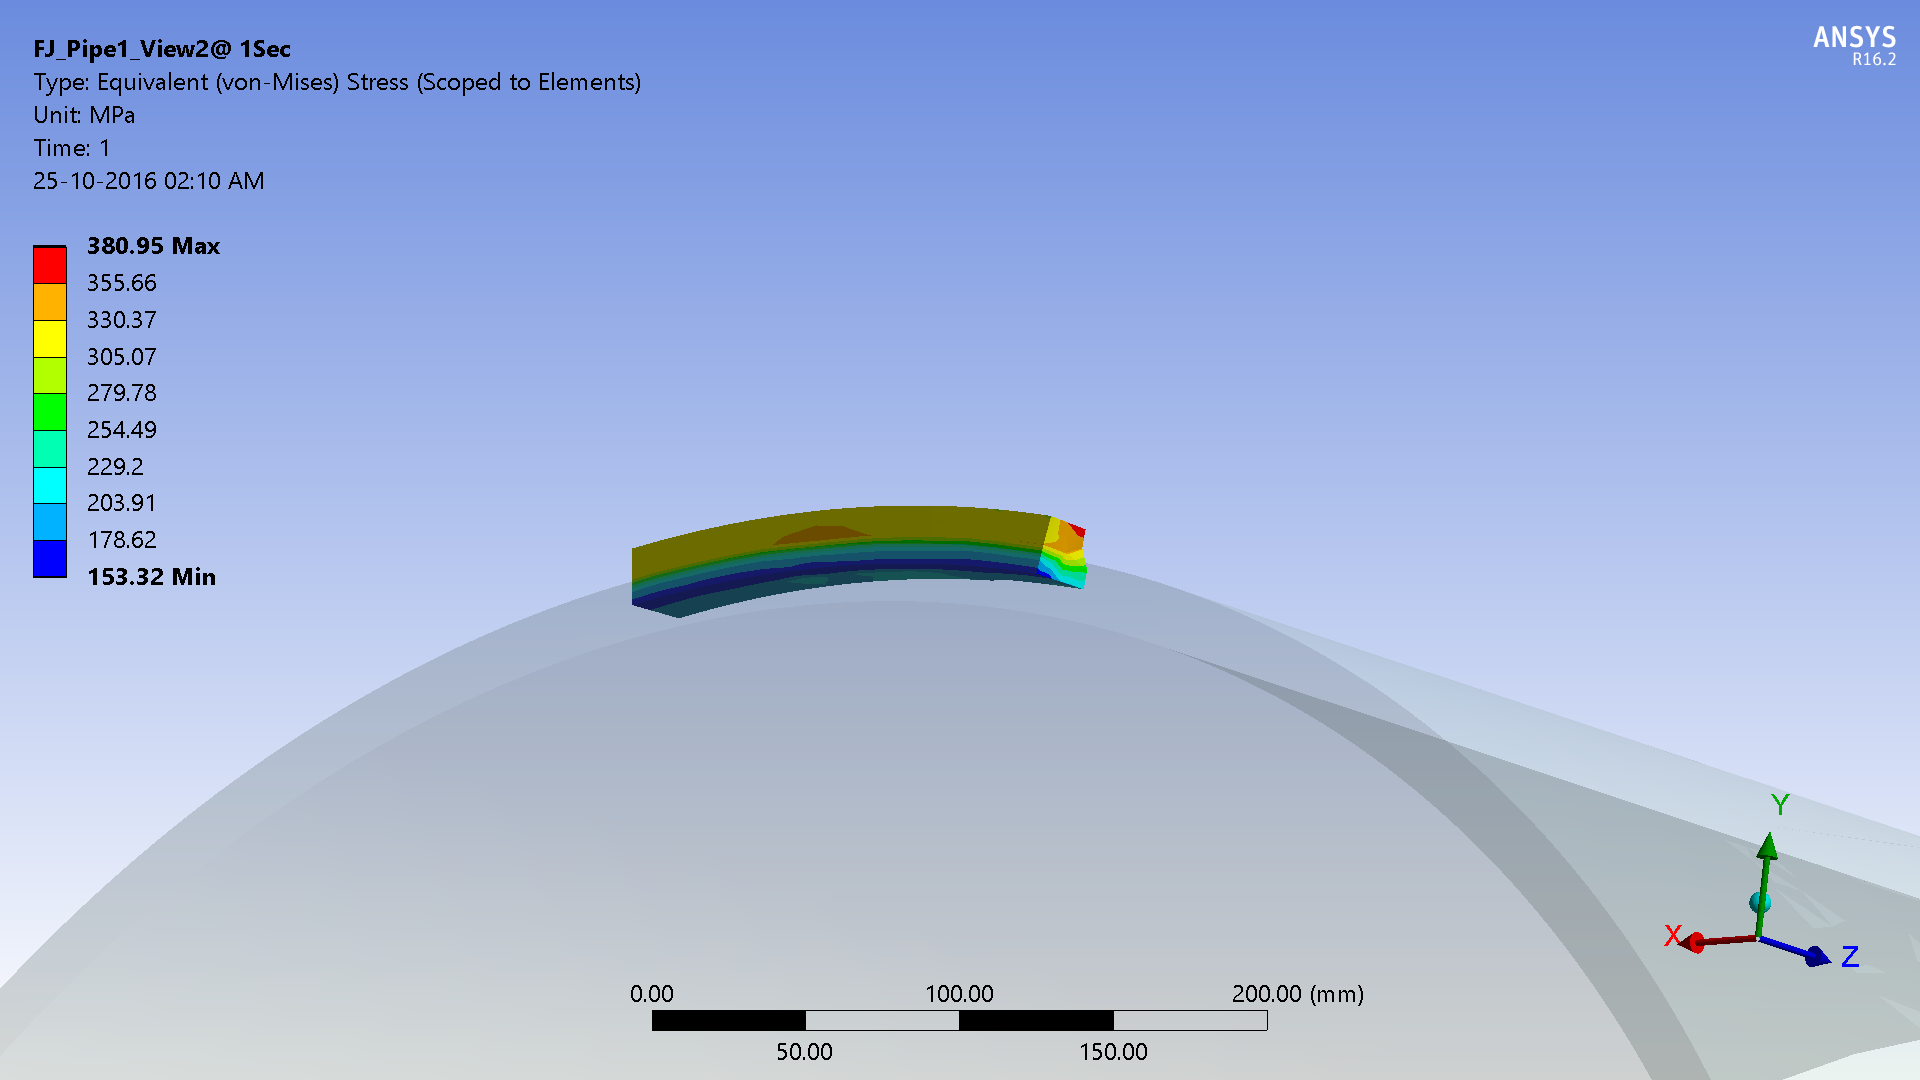 FJ_Pipe1_View2@ 1Sec
Type: Equivalent (von-Mises) Stress (Scoped to Elements)
Unit: MPa
Time: 1
25-10-2016 02:10 AM
ANSYS
R16.2
380.95 Max
355.66
330.37
305.07
279.78
254.49
229.2
203.91
178.62
153.32 Min
Y
X
Z
0.00 100.00 200.00 (mm)
50.00 150.00